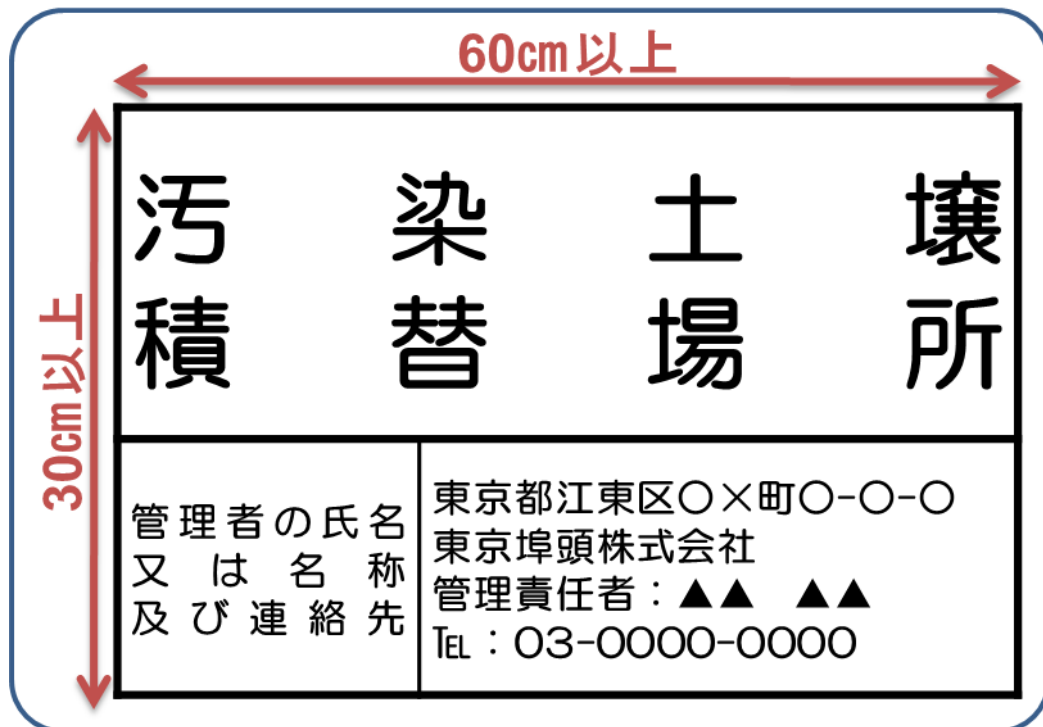 60㎝以上
30㎝以上
汚染土壌
積替場所
管理者の氏名
又は名称
及び連絡先
東京都江東区○×町○-○-○
東京埠頭株式会社
管理責任者：▲▲　▲▲
℡：03-0000-0000